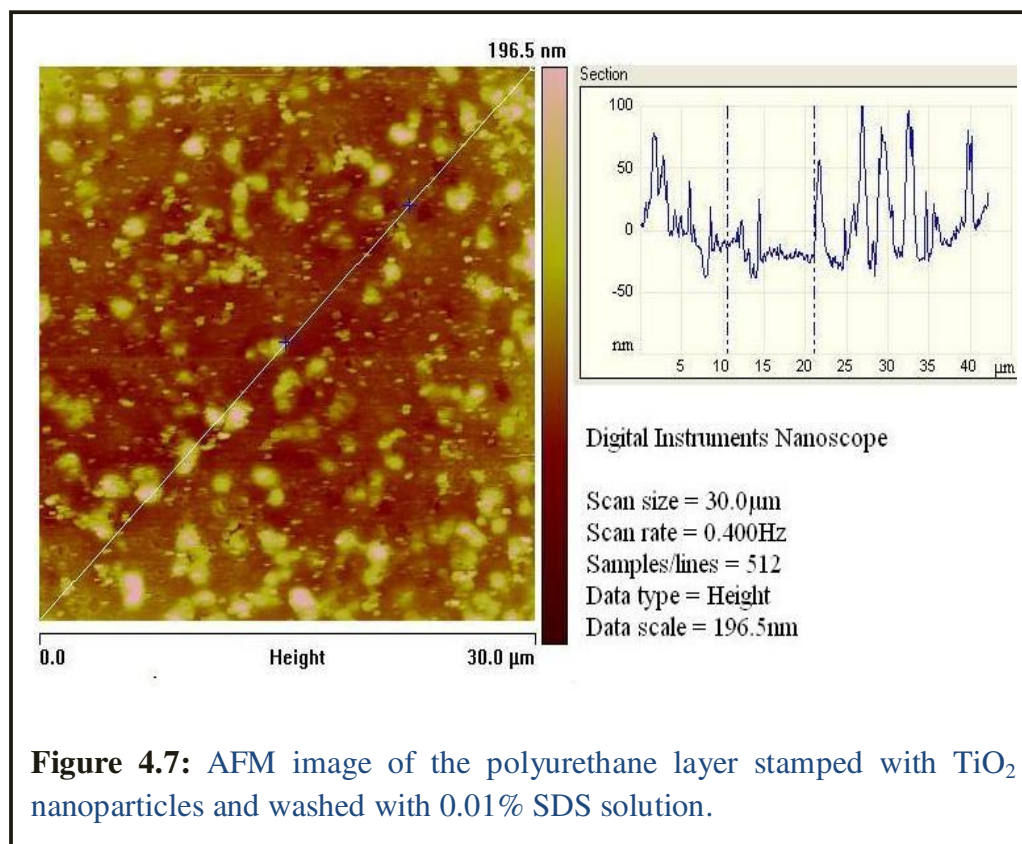 196.5 nm
0.0 Height 30.0 µm
Section
100
50
0
-50
nm
5 10 15 20 25 30 35 40 µm
Digital Instruments Nanoscope
Scan size = 30.0µm
Scan rate = 0.400Hz
Samples/lines = 512
Data type = Height
Data scale = 196.5nm
Figure 4.7: AFM image of the polyurethane layer stamped with TiO₂
nanoparticles and washed with 0.01% SDS solution.